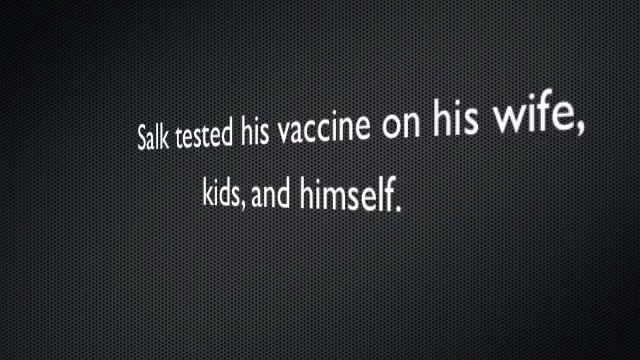 Salk tested his vaccine on his wife,
kids, and himself.